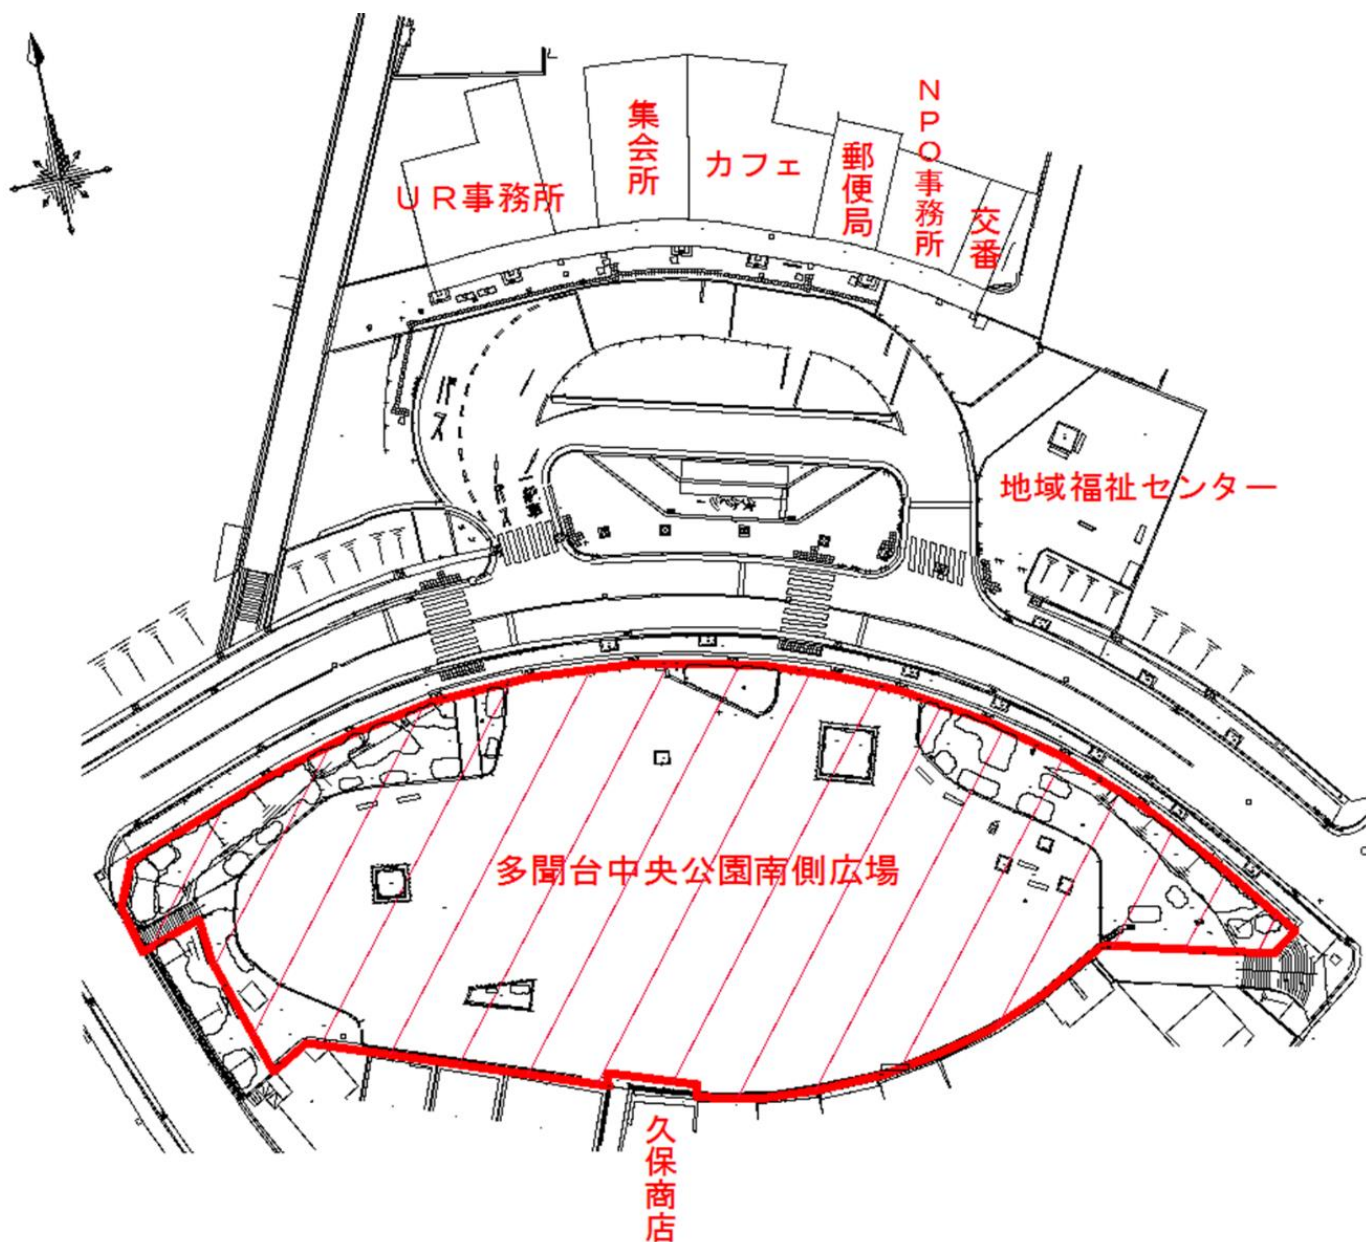 UR事務所
集会所
カフェ
郵便局
NPO事務所
交番
バス
地域福祉センター
多聞台中央公園南側広場
久保商店